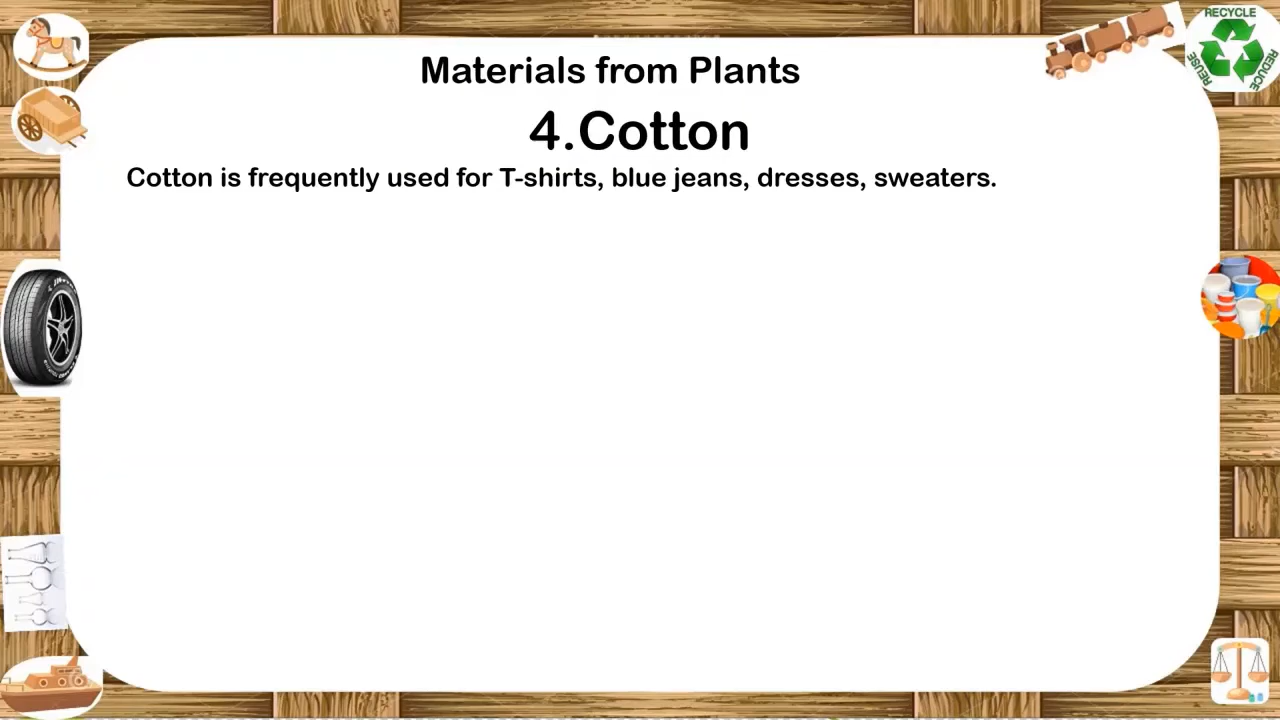 Materials from Plants
4.Cotton
Cotton is frequently used for T-shirts, blue jeans, dresses, sweaters.
RECYCLE
REUSE
REDUCE